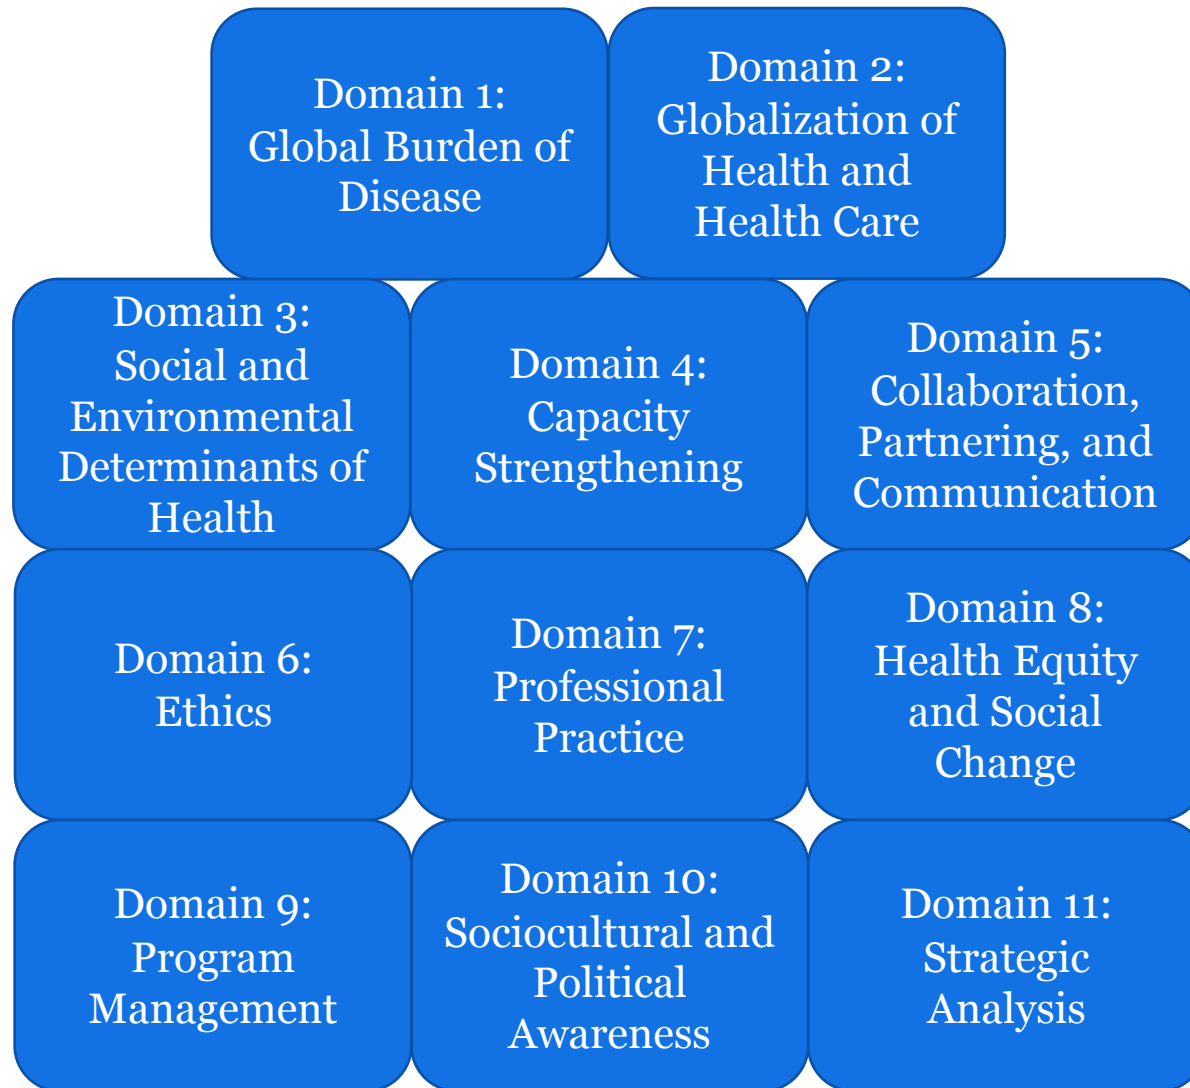 Domain 1:
Global Burden of
Disease
Domain 2:
Globalization of
Health and
Health Care
Domain 3:
Social and
Environmental
Determinants of
Health
Domain 4:
Capacity
Strengthening
Domain 5:
Collaboration,
Partnering, and
Communication
Domain 6:
Ethics
Domain 7:
Professional
Practice
Domain 8:
Health Equity
and Social
Change
Domain 9:
Program
Management
Domain 10:
Sociocultural and
Political
Awareness
Domain 11:
Strategic
Analysis